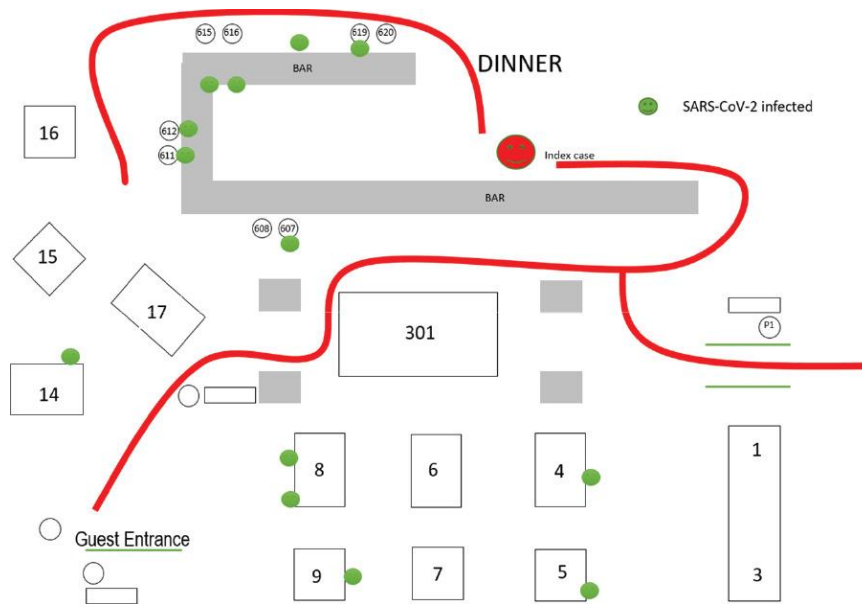 615 616 619 620
DINNER
BAR
SARS-CoV-2 infected
16
612
Index case
611
BAR
608 607
15
17
P1
301
14
1
8 6 4
Guest Entrance
9 7 5 3